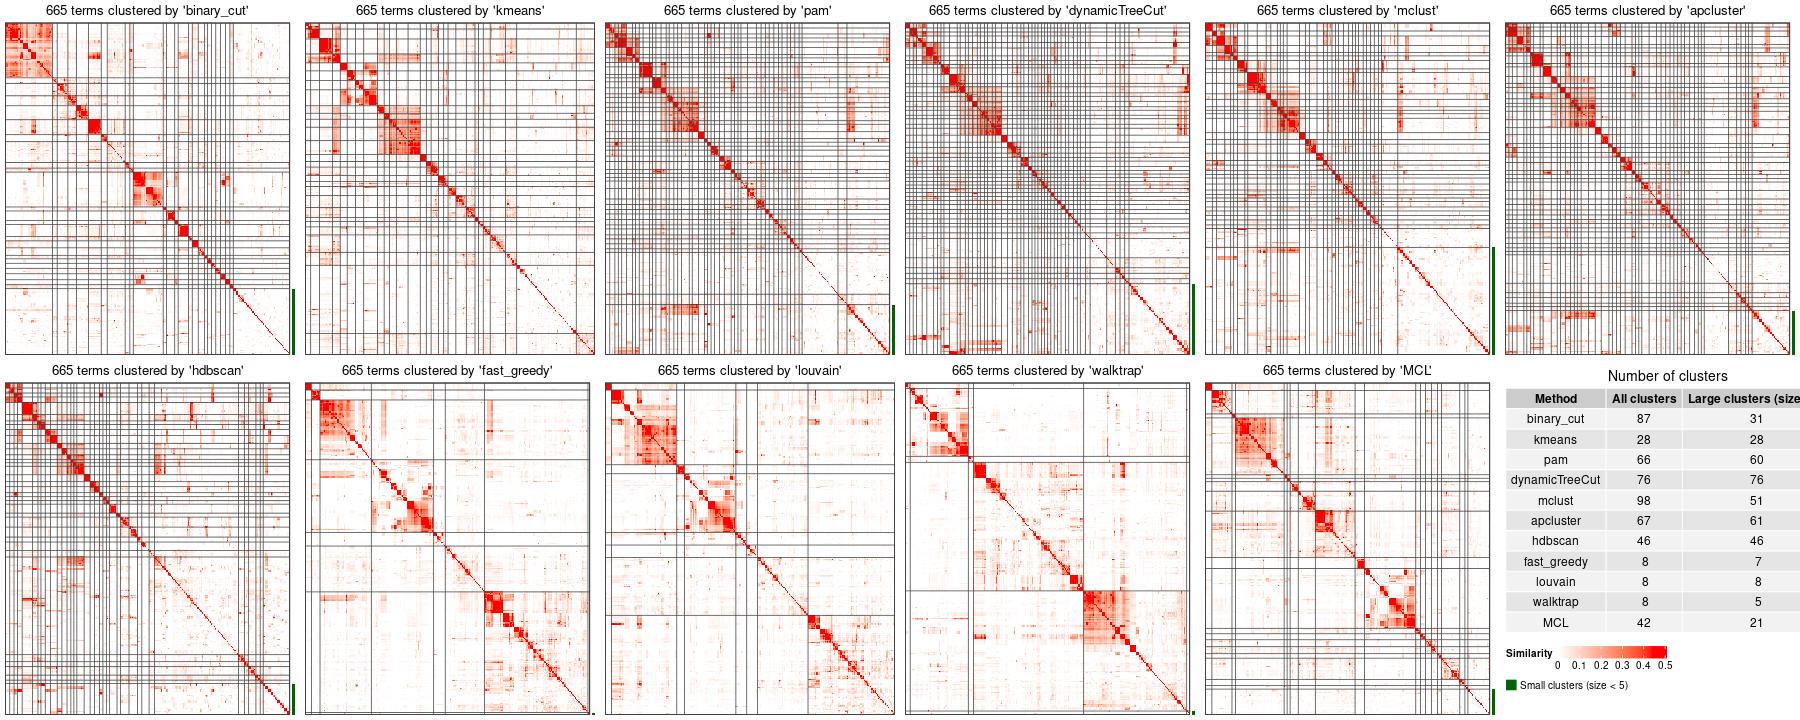 665 terms clustered by 'binary_cut'
665 terms clustered by 'kmeans'
665 terms clustered by 'pam'
665 terms clustered by 'dynamicTreeCut'
665 terms clustered by 'mclust'
665 terms clustered by 'apcluster'
665 terms clustered by 'hdbscan'
665 terms clustered by 'fast_greedy'
665 terms clustered by 'louvain'
665 terms clustered by 'walktrap'
665 terms clustered by 'MCL'
Number of clusters
Method All clusters Large clusters (size
binary_cut 87 31
kmeans 28 28
pam 66 60
dynamicTreeCut 76 76
mclust 98 51
apcluster 67 61
hdbscan 46 46
fast_greedy 8 7
louvain 8 8
walktrap 8 5
MCL 42 21
Similarity
0 0.1 0.2 0.3 0.4 0.5
Small clusters (size < 5)